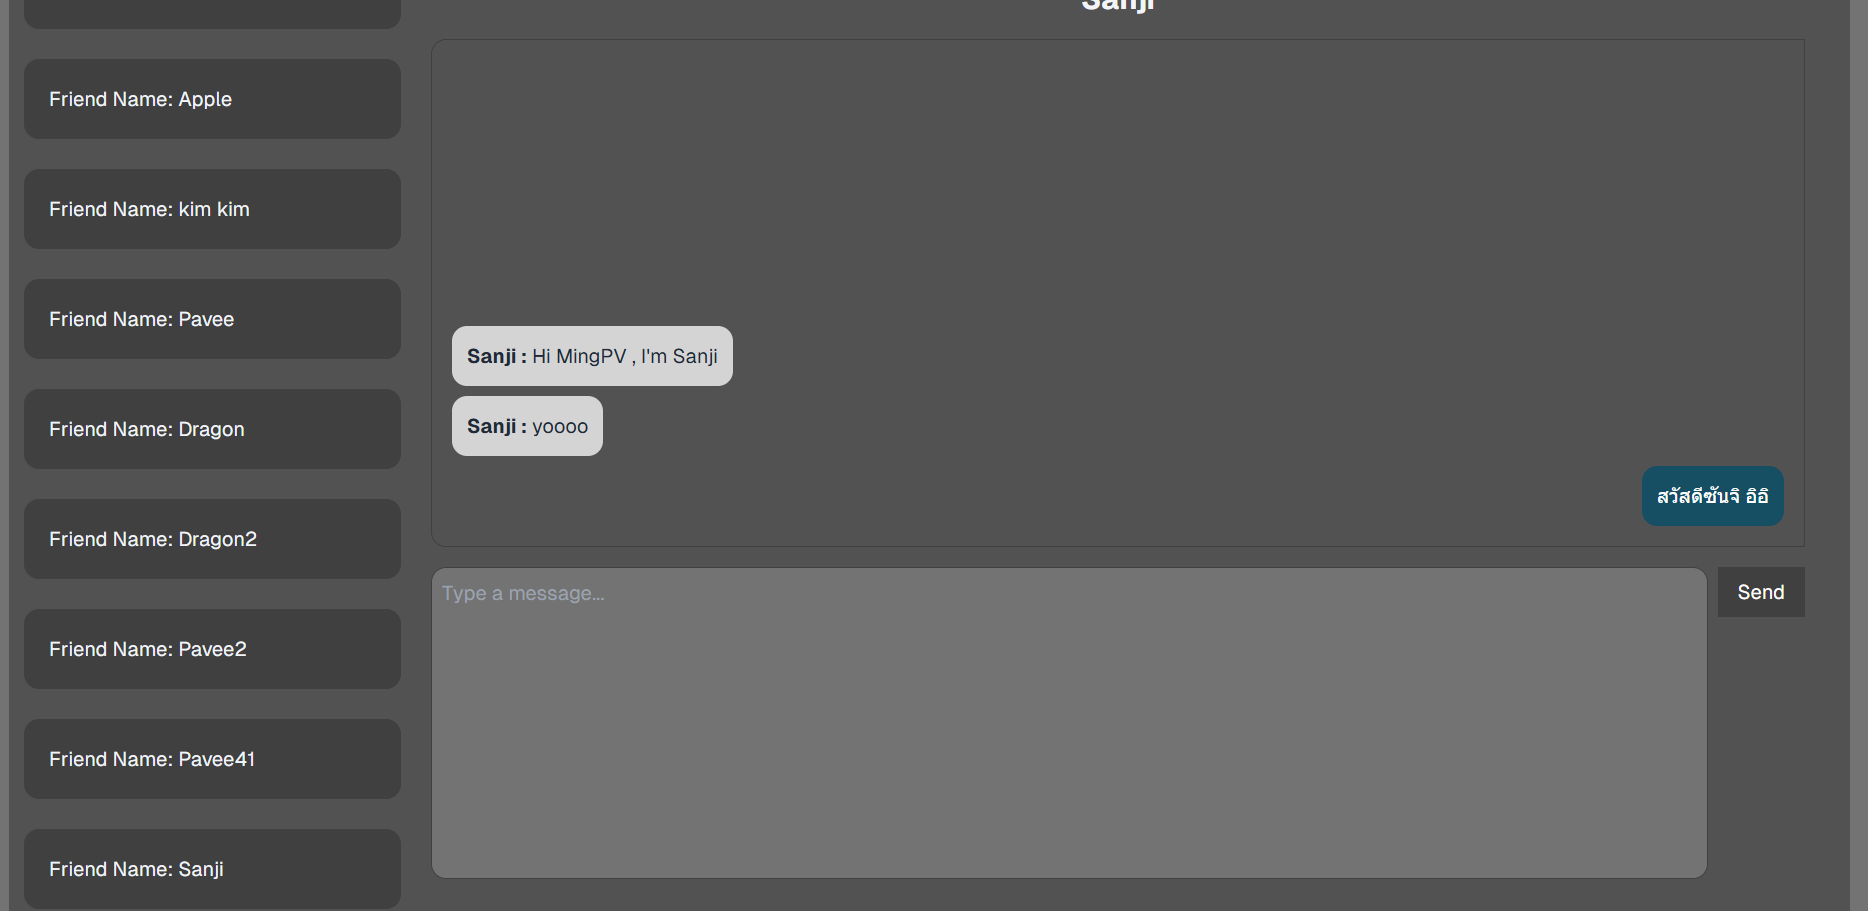 Friend Name: Apple
Friend Name: kim kim
Friend Name: Pavee
Friend Name: Dragon
Friend Name: Dragon2
Friend Name: Pavee2
Friend Name: Pavee41
Friend Name: Sanji
Sanji
Sanji : Hi MingPV , I'm Sanji
Sanji : yoooo
สวัสดีซันจิ อิอิ
Type a message...
Send